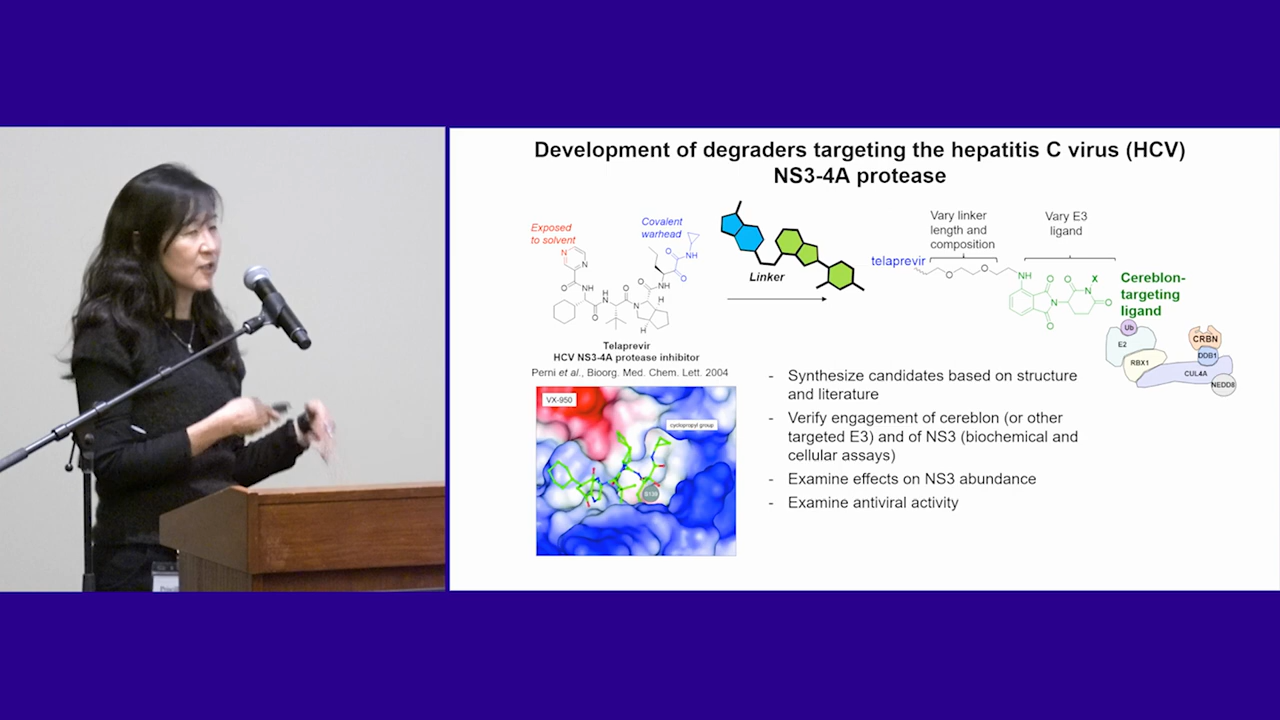 Development of degraders targeting the hepatitis C virus (HCV)
NS3-4A protease
Exposed
to solvent
Covalent
warhead
N
N
O
NH
O
H
N
O
O
N
O
NH
O
O
NH
H
H
Telaprevir
HCV NS3-4A protease inhibitor
Perni et al., Bioorg. Med. Chem. Lett. 2004
VX-950
cyclopropyl group
S139
Linker
Vary linker
length and
composition
Vary E3
ligand
telaprevir
O
O
NH
O
N
O
O
N
X
O
Cereblon-
targeting
ligand
Ub
E2
RBX1
CRBN
DDB1
CUL4A
NEDD8
- Synthesize candidates based on structure
and literature
- Verify engagement of cereblon (or other
targeted E3) and of NS3 (biochemical and
cellular assays)
- Examine effects on NS3 abundance
- Examine antiviral activity